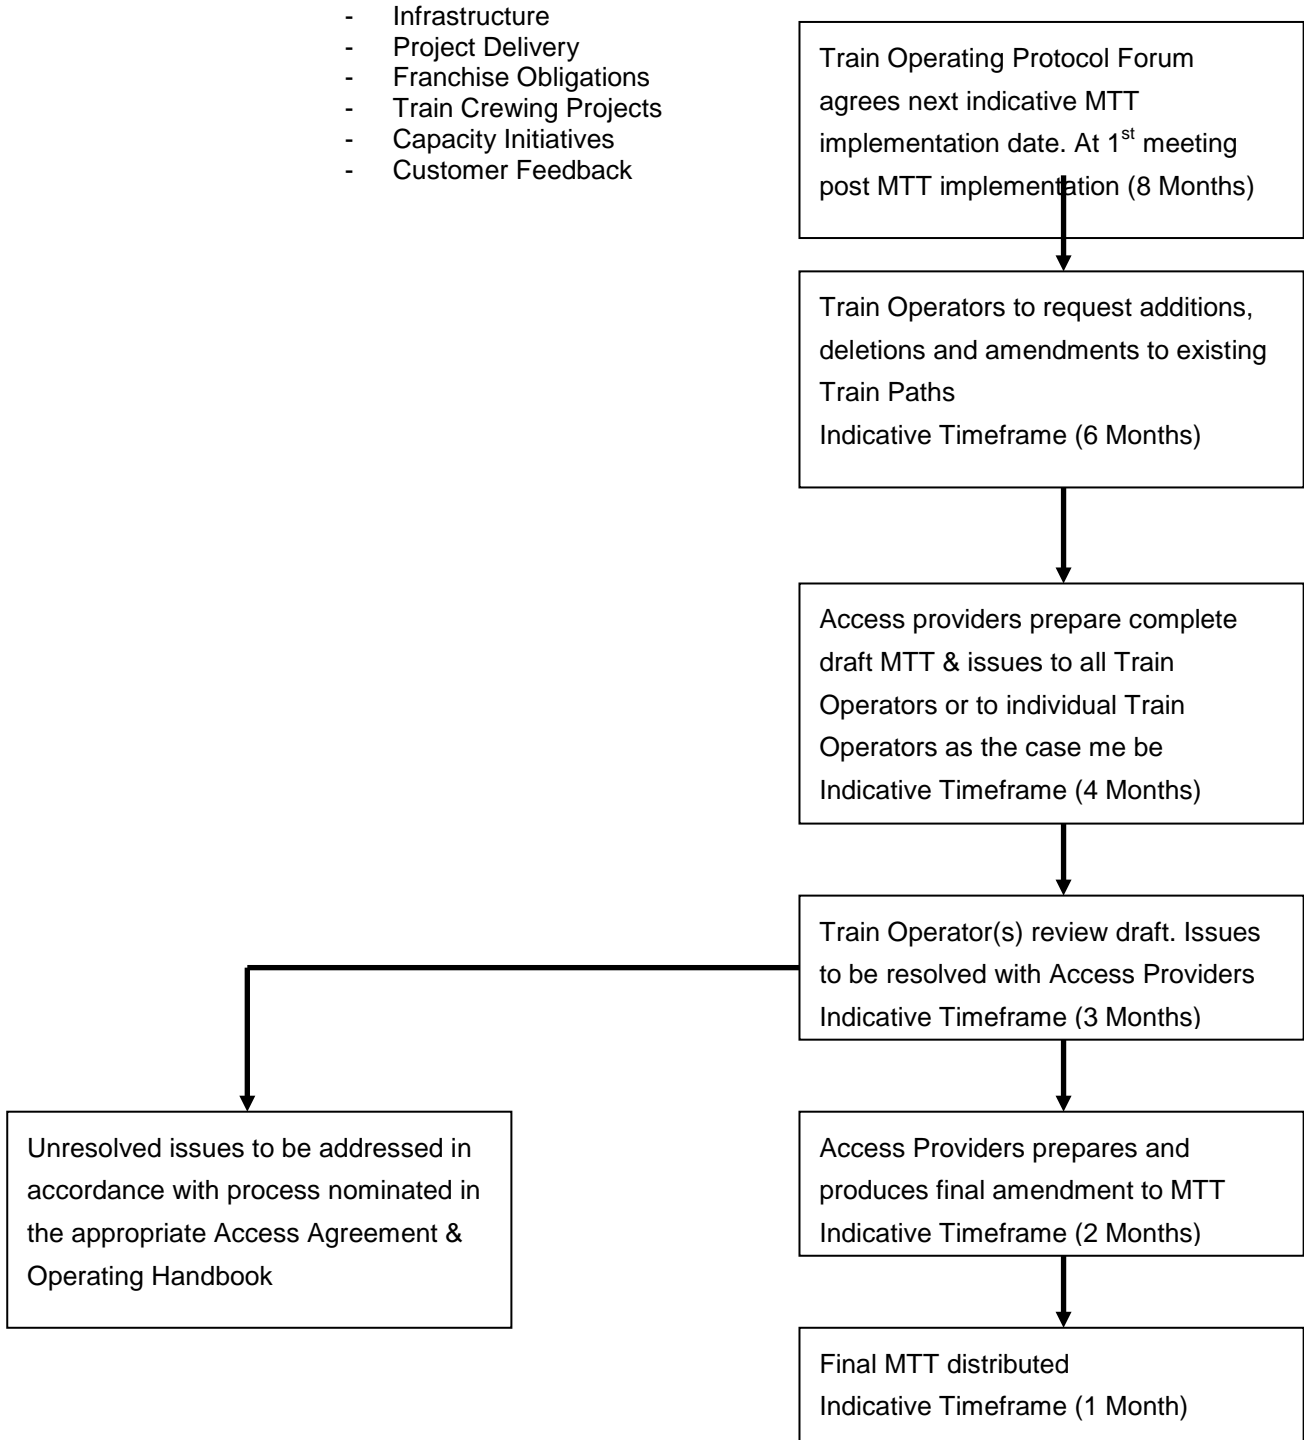 - Infrastructure
- Project Delivery
- Franchise Obligations
- Train Crewing Projects
- Capacity Initiatives
- Customer Feedback
Train Operating Protocol Forum
agrees next indicative MTT
implementation date. At 1st meeting
post MTT implementation (8 Months)
Train Operators to request additions,
deletions and amendments to existing
Train Paths
Indicative Timeframe (6 Months)
Access providers prepare complete
draft MTT & issues to all Train
Operators or to individual Train
Operators as the case me be
Indicative Timeframe (4 Months)
Train Operator(s) review draft. Issues
to be resolved with Access Providers
Indicative Timeframe (3 Months)
Unresolved issues to be addressed in
accordance with process nominated in
the appropriate Access Agreement &
Operating Handbook
Access Providers prepares and
produces final amendment to MTT
Indicative Timeframe (2 Months)
Final MTT distributed
Indicative Timeframe (1 Month)